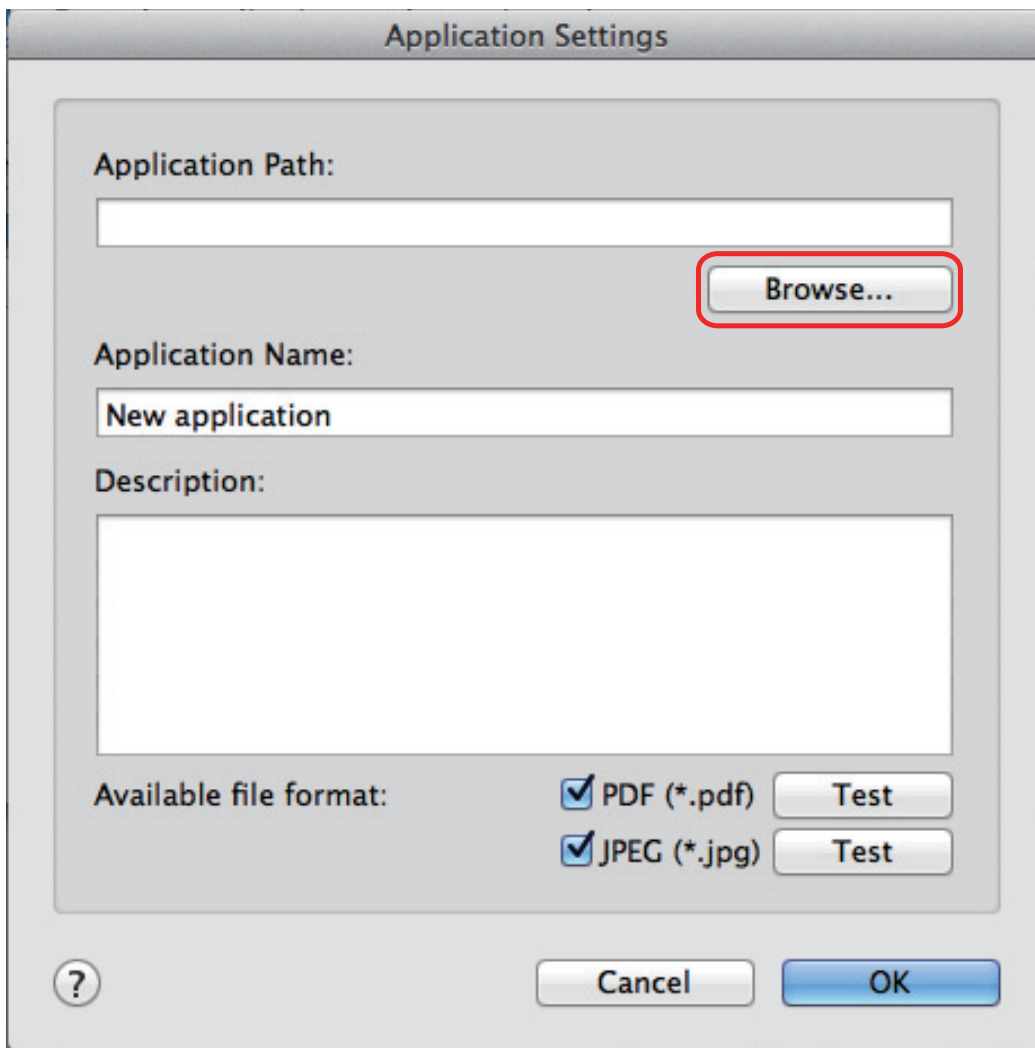 Application Settings
Application Path:
Browse...
Application Name:
New application
Description:
Available file format: PDF (*.pdf) Test
JPEG (*.jpg) Test
? Cancel OK